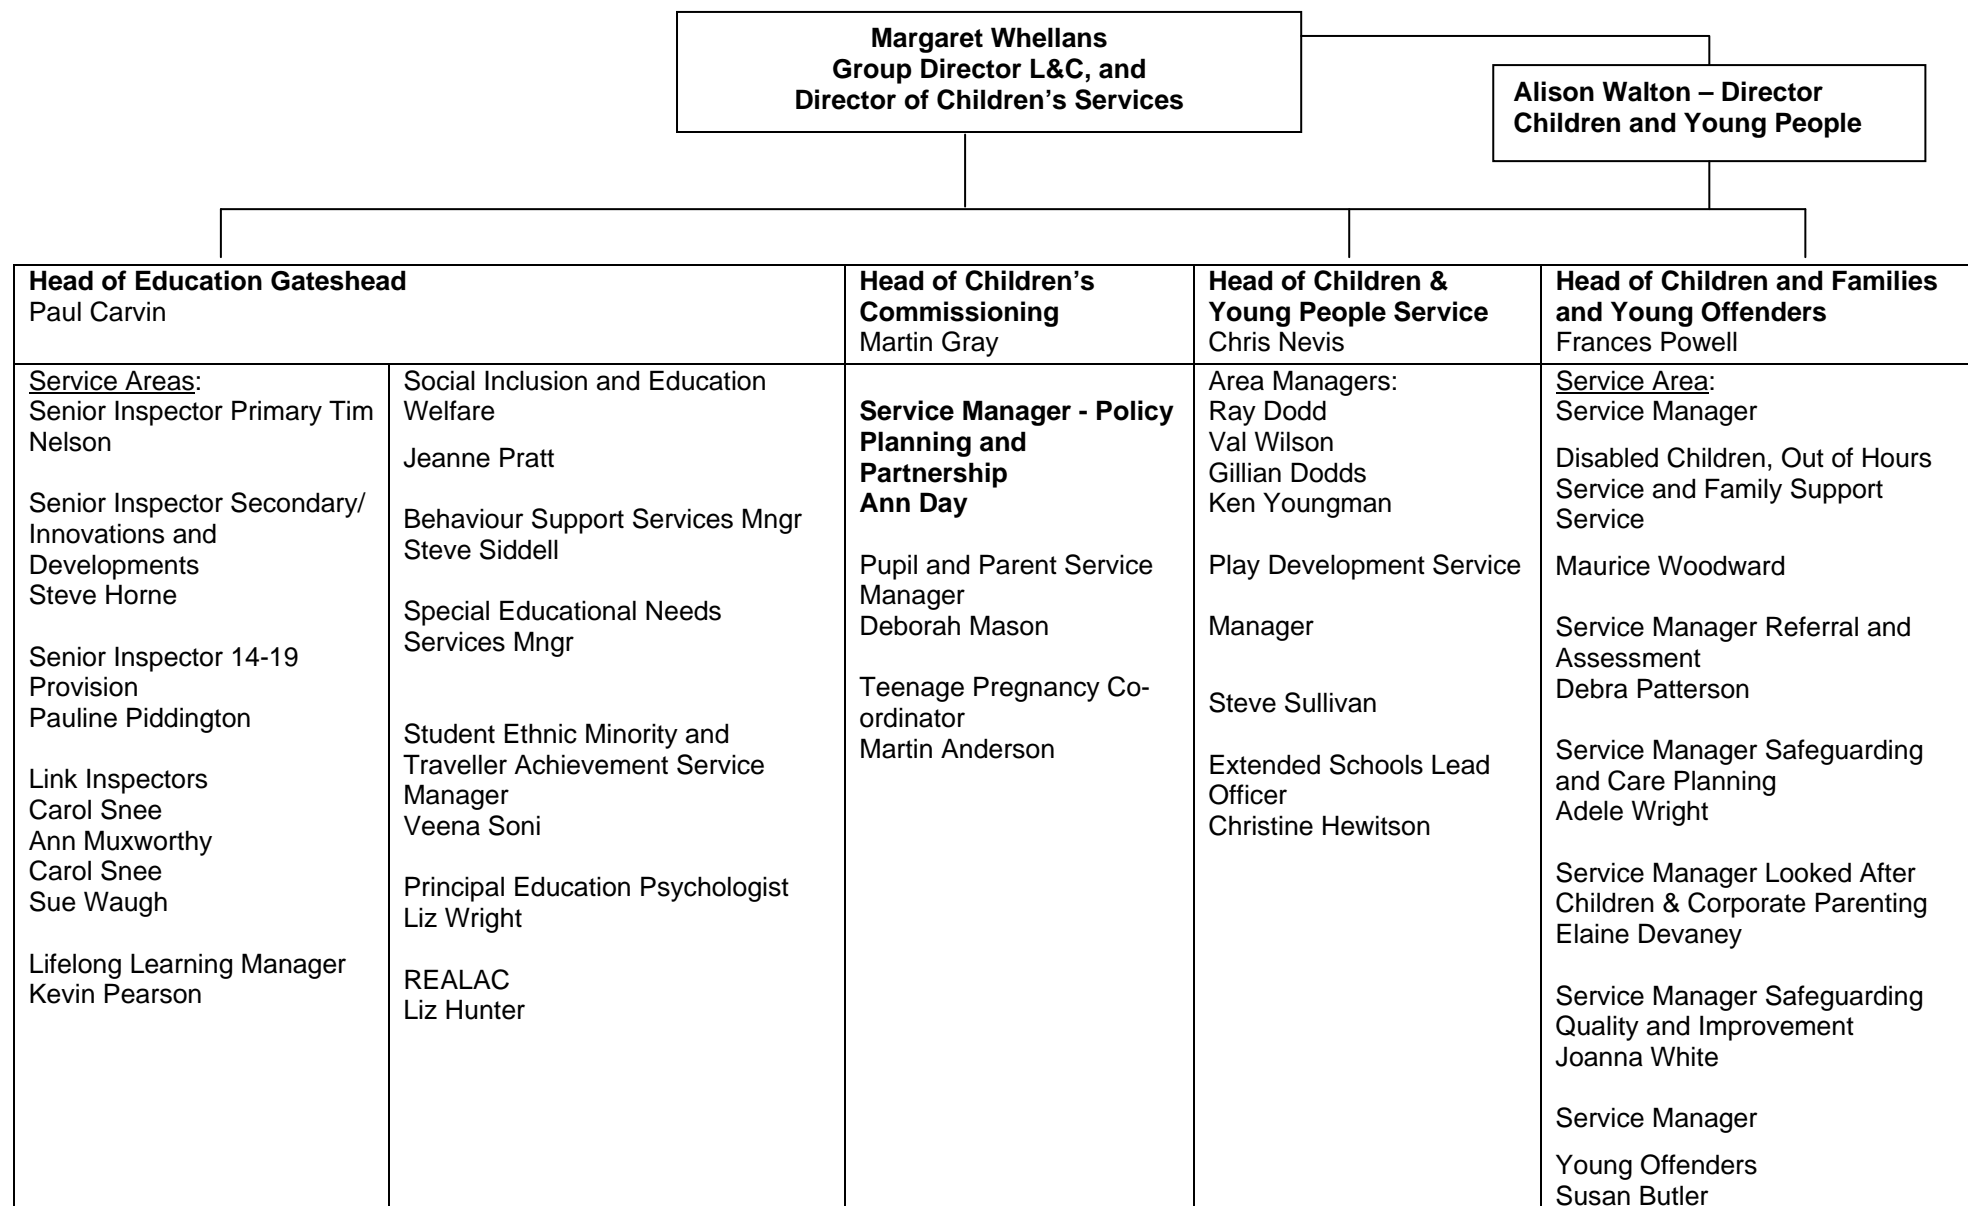 Margaret Whellans
Group Director L&C, and
Director of Children’s Services
Alison Walton – Director
Children and Young People
Head of Education Gateshead
Paul Carvin
Head of Children’s
Commissioning
Martin Gray
Head of Children &
Young People Service
Chris Nevis
Head of Children and Families
and Young Offenders
Frances Powell
Service Areas:
Senior Inspector Primary Tim
Nelson
Senior Inspector Secondary/
Innovations and
Developments
Steve Horne
Senior Inspector 14-19
Provision
Pauline Piddington
Link Inspectors
Carol Snee
Ann Muxworthy
Carol Snee
Sue Waugh
Lifelong Learning Manager
Kevin Pearson
Social Inclusion and Education
Welfare
Jeanne Pratt
Behaviour Support Services Mngr
Steve Siddell
Special Educational Needs
Services Mngr
Student Ethnic Minority and
Traveller Achievement Service
Manager
Veena Soni
Principal Education Psychologist
Liz Wright
REALAC
Liz Hunter
Service Manager - Policy
Planning and
Partnership
Ann Day
Pupil and Parent Service
Manager
Deborah Mason
Teenage Pregnancy Co-
ordinator
Martin Anderson
Area Managers:
Ray Dodd
Val Wilson
Gillian Dodds
Ken Youngman
Play Development Service
Manager
Steve Sullivan
Extended Schools Lead
Officer
Christine Hewitson
Service Area:
Service Manager
Disabled Children, Out of Hours
Service and Family Support
Service
Maurice Woodward
Service Manager Referral and
Assessment
Debra Patterson
Service Manager Safeguarding
and Care Planning
Adele Wright
Service Manager Looked After
Children & Corporate Parenting
Elaine Devaney
Service Manager Safeguarding
Quality and Improvement
Joanna White
Service Manager
Young Offenders
Susan Butler